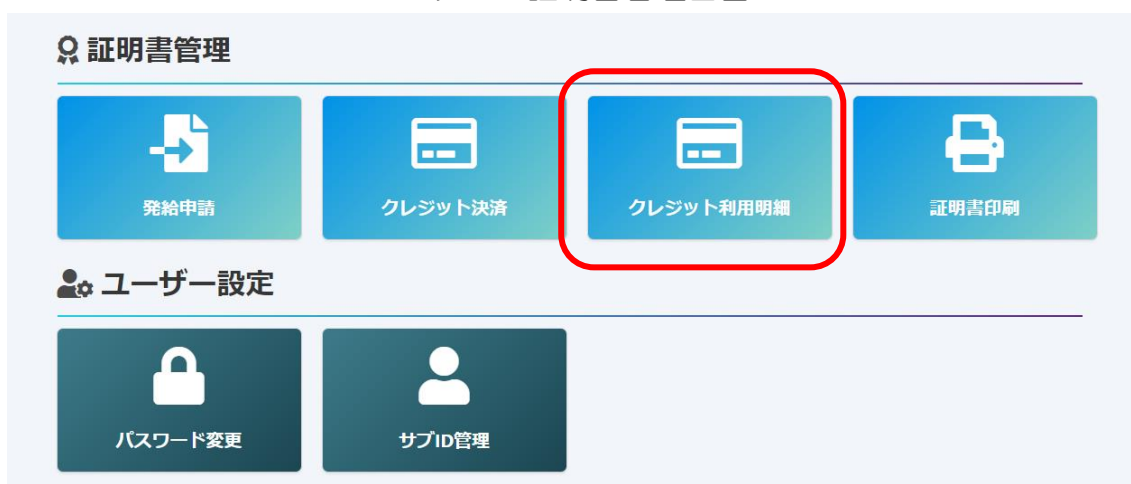 証明書管理
発給申請
クレジット決済
クレジット利用明細
証明書印刷
ユーザー設定
パスワード変更
サブID管理